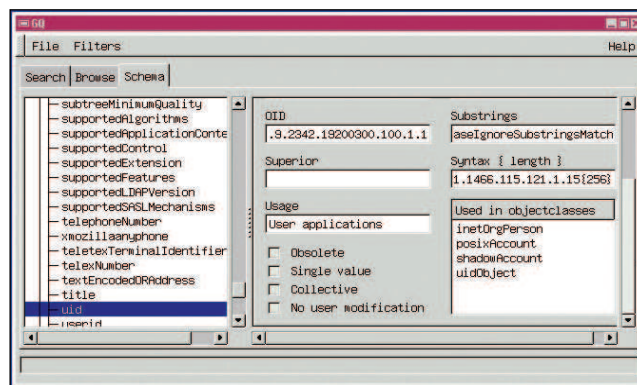 GQ
File Filters Help
Search Browse Schema
subtreeMinimumQuality
supportedAlgorithms
supportedApplicationConte
supportedControl
supportedExtension
supportedFeatures
supportedLDAPVersion
supportedSASLMechanisms
telephoneNumber
xmozillaanyphone
teletexTerminalIdentifier
telexNumber
textEncodedORAddress
title
uid
userid
OID
.9.2342.19200300.100.1.1
Superior
Usage
User applications
Obsolete
Single value
Collective
No user modification
Substrings
aseIgnoreSubstringsMatch
Syntax { length }
1.1466.115.121.1.15{256}
Used in objectclasses
inetOrgPerson
posixAccount
shadowAccount
uidObject